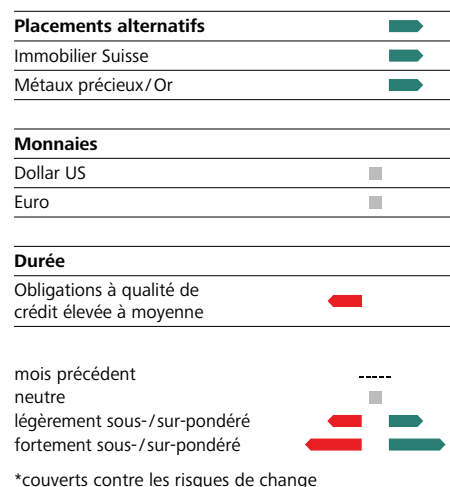 Placements alternatifs
Immobilier Suisse
Métaux précieux/Or
Monnaies
Dollar US
Euro
Durée
Obligations à qualité de
crédit élevée à moyenne
mois précédent
neutre
légèrement sous-/sur-pondéré
fortement sous-/sur-pondéré
*couverts contre les risques de change